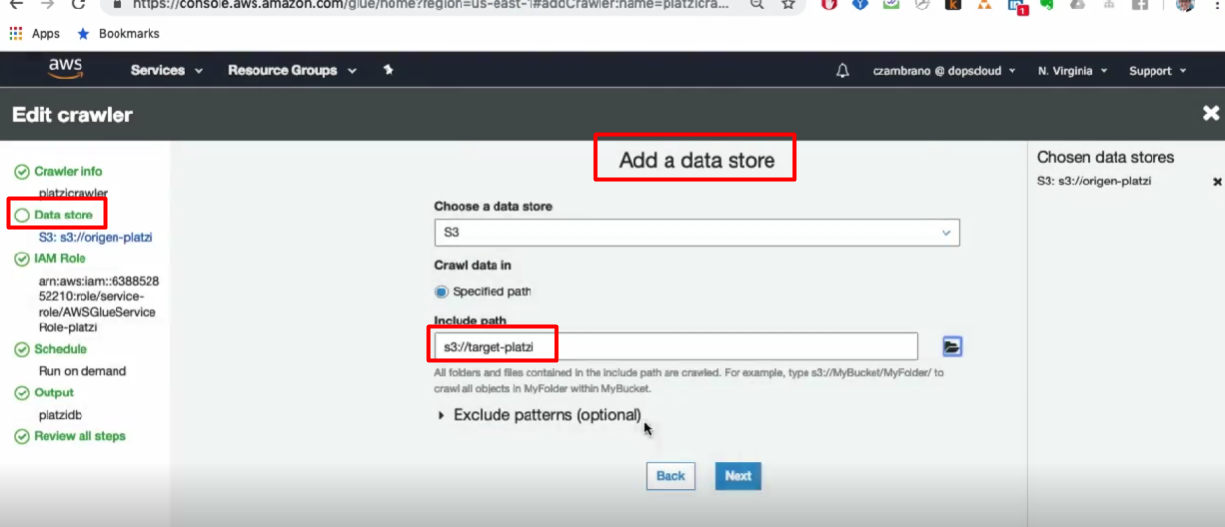 https://console.aws.amazon.com/glue/home?region=us-east-1#addCrawler:name=platzicra...
1
Apps
Bookmarks
aws
Services
Resource Groups
czambrano @ dopscloud
N. Virginia
Support
Edit crawler
Crawler info
platzicrawler
Data store
S3: s3://origen-platzi
IAM Role
arn:aws:iam::6388528
52210:role/service-
role/AWSGlueService
Role-platzi
Schedule
Run on demand
Output
platzidb
Review all steps
Add a data store
Choose a data store
S3
Crawl data in
Specified path
Include path
s3://target-platzi
All folders and files contained in the include path are crawled. For example, type s3://MyBucket/MyFolder/ to
crawl all objects in MyFolder within MyBucket.
Exclude patterns (optional)
Back
Next
Chosen data stores
S3: s3://origen-platzi